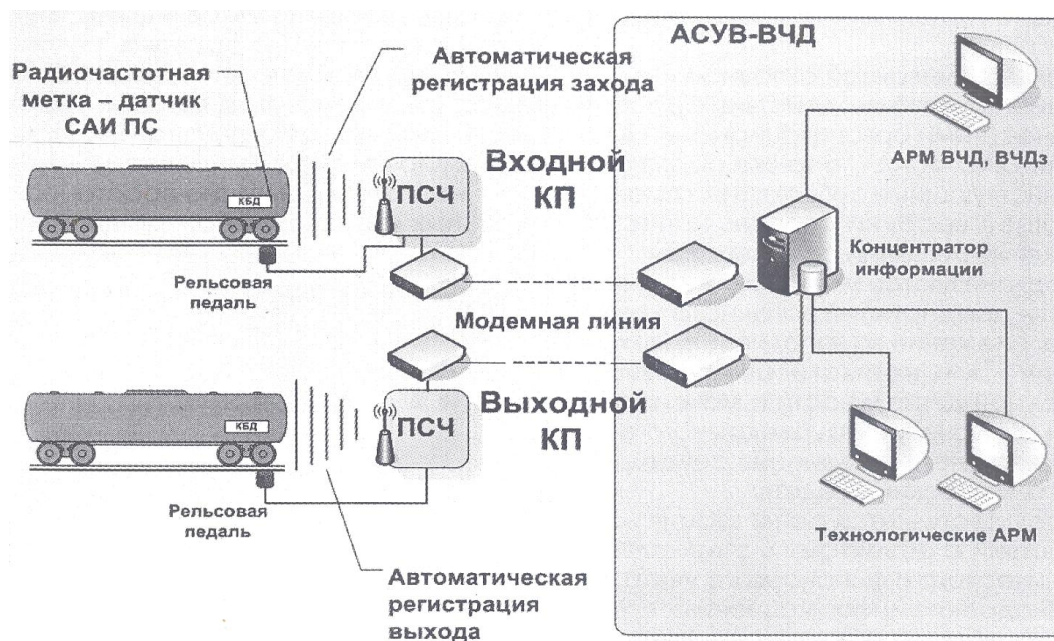 Автоматическая
регистрация захода
АСУВ-ВЧД
Радиочастотная
метка – датчик
САИ ПС
АРМ ВЧД, ВЧДз
Входной
КП
ПСЧ
КБД
Рельсовая
педаль
Концентратор
информации
Модемная линия
Выходной
КП
ПСЧ
КБД
Рельсовая
педаль
Технологические АРМ
Автоматическая
регистрация
выхода